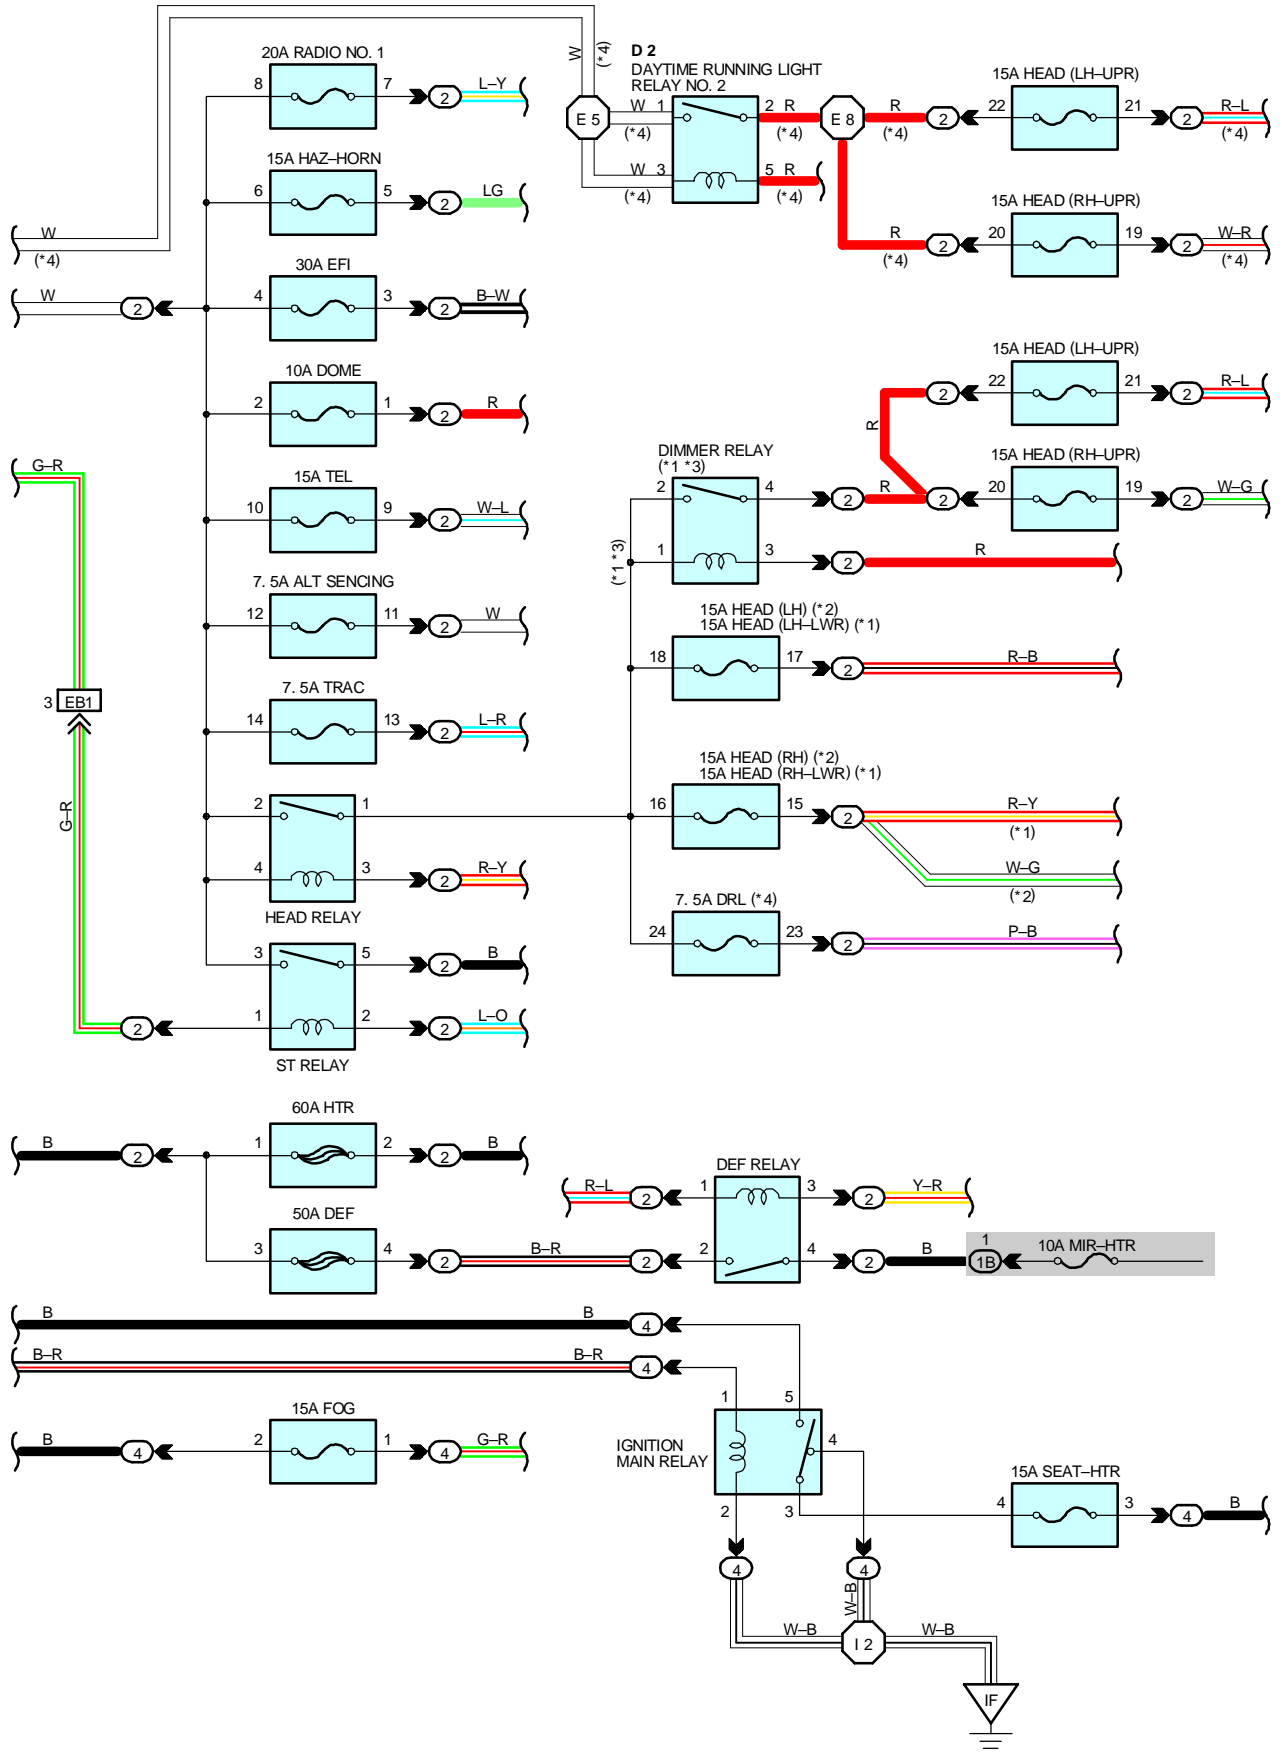 20A RADIO NO. 1
8 7 2 L–Y
15A HAZ–HORN
6 5 2 LG
W
(*4)
30A EFI
W 2 4 3 2 B–W
10A DOME
2 1 2 R
G–R
15A TEL
10 9 2 W–L
7. 5A ALT SENCING
12 11 2 W
3 EB1
7. 5A TRAC
14 13 2 L–R
G–R
2 1
4 3 2 R–Y
HEAD RELAY
3 5 2 B
2 1 2 2 L–O
ST RELAY
W
(*4)
D 2
DAYTIME RUNNING LIGHT
RELAY NO. 2
E 5
W 1 2 R
(*4) (*4)
E 8
W 3 5 R
(*4) (*4)
15A HEAD (LH–UPR)
R 2 22 21 2 R–L
(*4) (*4)
15A HEAD (RH–UPR)
R 2 20 19 2 W–R
(*4) (*4)
15A HEAD (LH–UPR)
2 22 21 2 R–L
R
DIMMER RELAY
(*1 *3)
15A HEAD (RH–UPR)
2 4 2 R 2 20 19 2 W–G
(*1 *3)
1 3 2 R
15A HEAD (LH) (*2)
15A HEAD (LH–LWR) (*1)
18 17 2 R–B
15A HEAD (RH) (*2)
15A HEAD (RH–LWR) (*1)
16 15 2 R–Y
(*1)
W–G
(*2)
7. 5A DRL (*4)
24 23 2 P–B
60A HTR
B 2 1 2 2 B
DEF RELAY
R–L 2 1 3 2 Y–R
50A DEF
3 4 2 B–R 2 2 4 2 B 1 1B 10A MIR–HTR
B B 4
B–R B–R 4
15A FOG
B 4 2 1 4 G–R
1 5
IGNITION
MAIN RELAY
4
2 3
15A SEAT–HTR
4 3 4 B
4 4
W–B
W–B I 2 W–B
IF